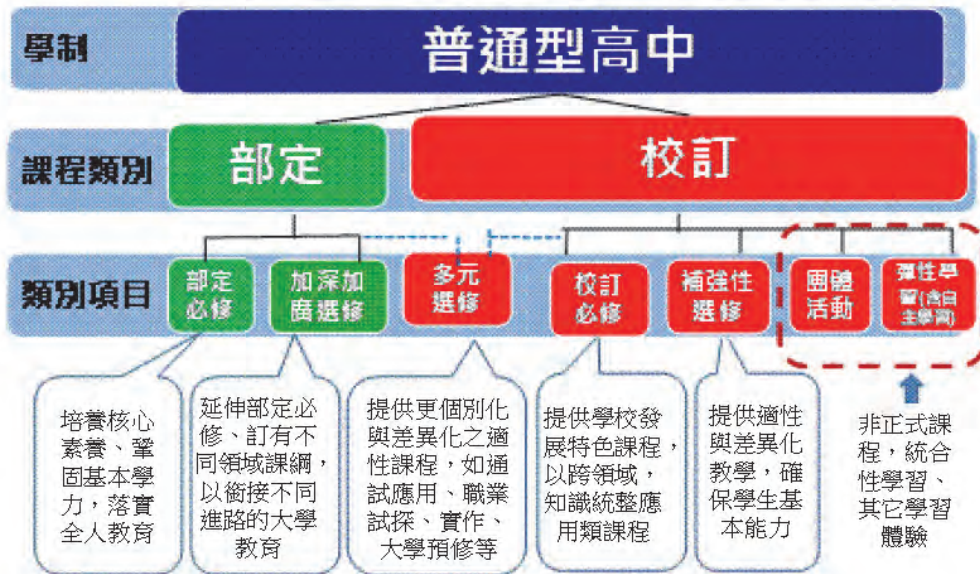 學制
普通型高中
課程類別
部定
校訂
類別項目
部定
必修
加深加
廣選修
多元
選修
校訂
必修
補強性
選修
團體
活動
彈性學
習(含自
主學習)
培養核心
素養、鞏
固基本學
力，落實
全人教育
延伸部定必
修、訂有不
同領域課綱，
以銜接不同
進路的大學
教育
提供更個別化
與差異化之適
性課程，如通
試應用、職業
試探、實作、
大學預修等
提供學校發
展特色課程，
以跨領域，
知識統整應
用類課程
提供適性
與差異化
教學，確
保學生基
本能力
非正式課
程，統合
性學習、
其它學習
體驗